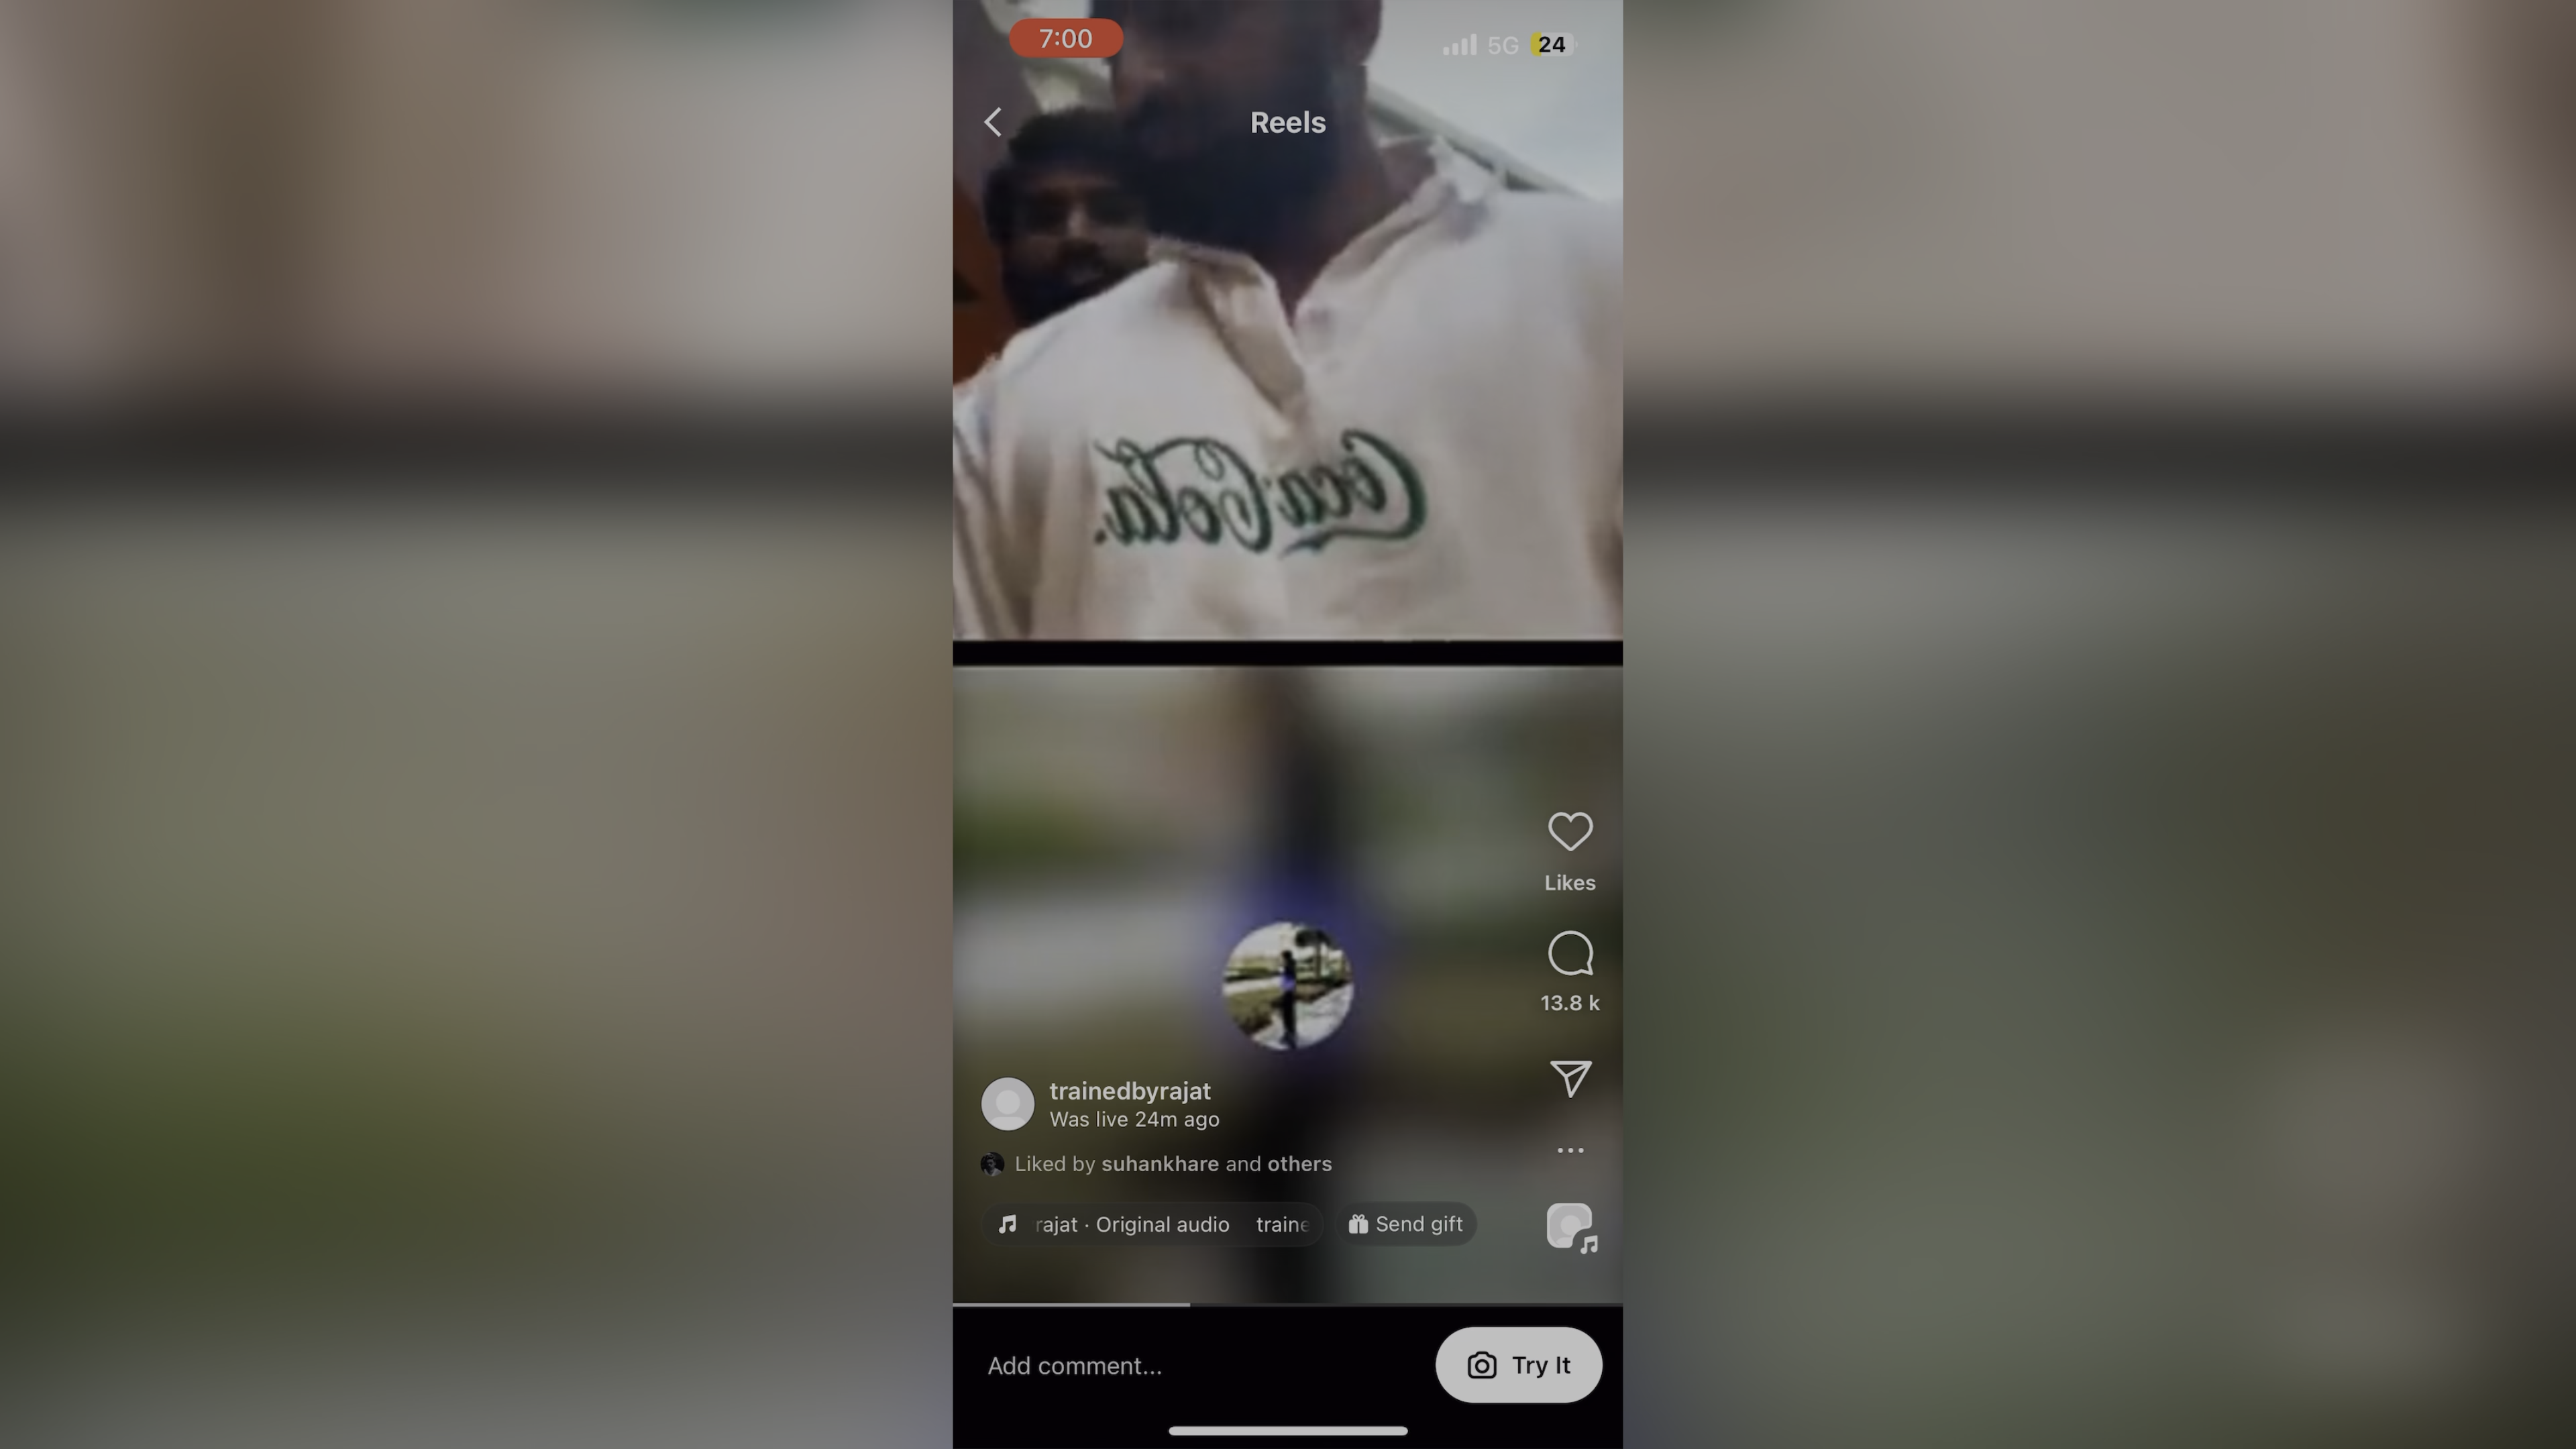 7:00
5G 24
Reels
Coca-Cola.
Likes
13.8 k
trainedbyrajat
Was live 24m ago
Liked by suhankhare and others
rajat · Original audio traine
Send gift
Add comment...
Try It